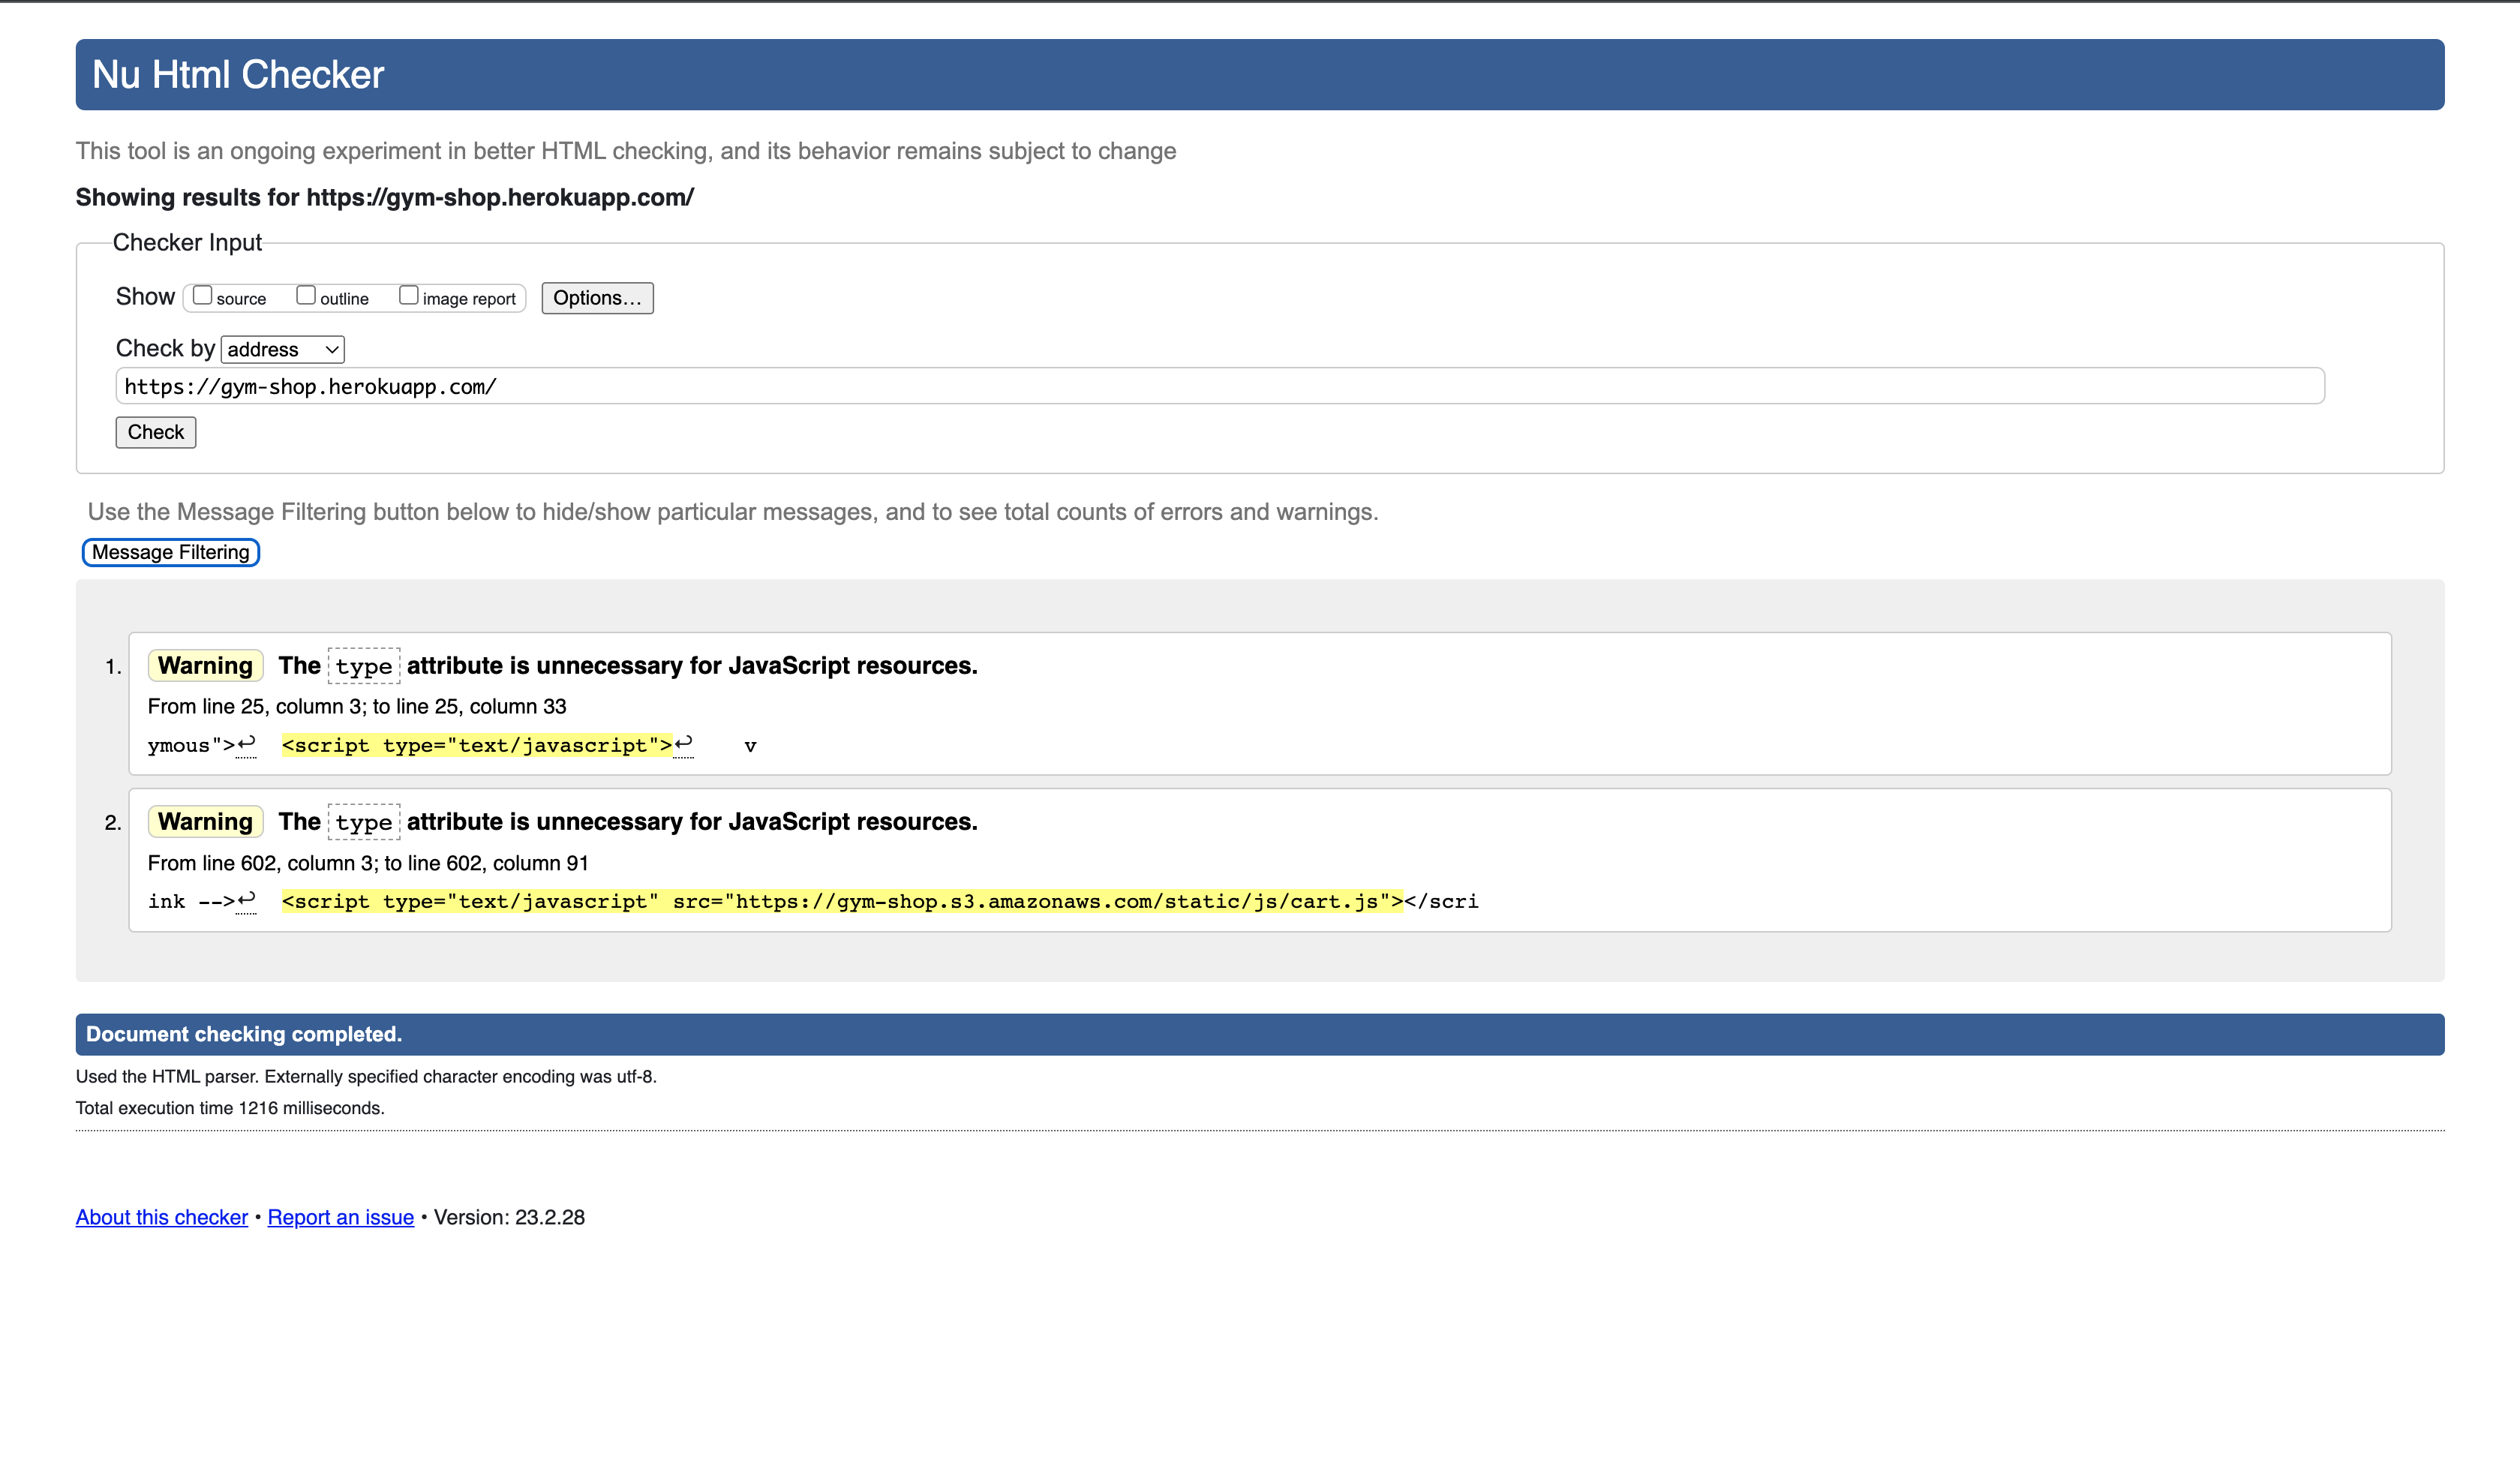 Nu Html Checker
This tool is an ongoing experiment in better HTML checking, and its behavior remains subject to change
Showing results for https://gym-shop.herokuapp.com/
Checker Input
Show source outline image report Options...
Check by address
https://gym-shop.herokuapp.com/
Check
Use the Message Filtering button below to hide/show particular messages, and to see total counts of errors and warnings.
Message Filtering
1. Warning The type attribute is unnecessary for JavaScript resources.
From line 25, column 3; to line 25, column 33
ymous">↩ <script type="text/javascript">↩ v
2. Warning The type attribute is unnecessary for JavaScript resources.
From line 602, column 3; to line 602, column 91
ink -->↩ <script type="text/javascript" src="https://gym-shop.s3.amazonaws.com/static/js/cart.js"></scri
Document checking completed.
Used the HTML parser. Externally specified character encoding was utf-8.
Total execution time 1216 milliseconds.
About this checker • Report an issue • Version: 23.2.28